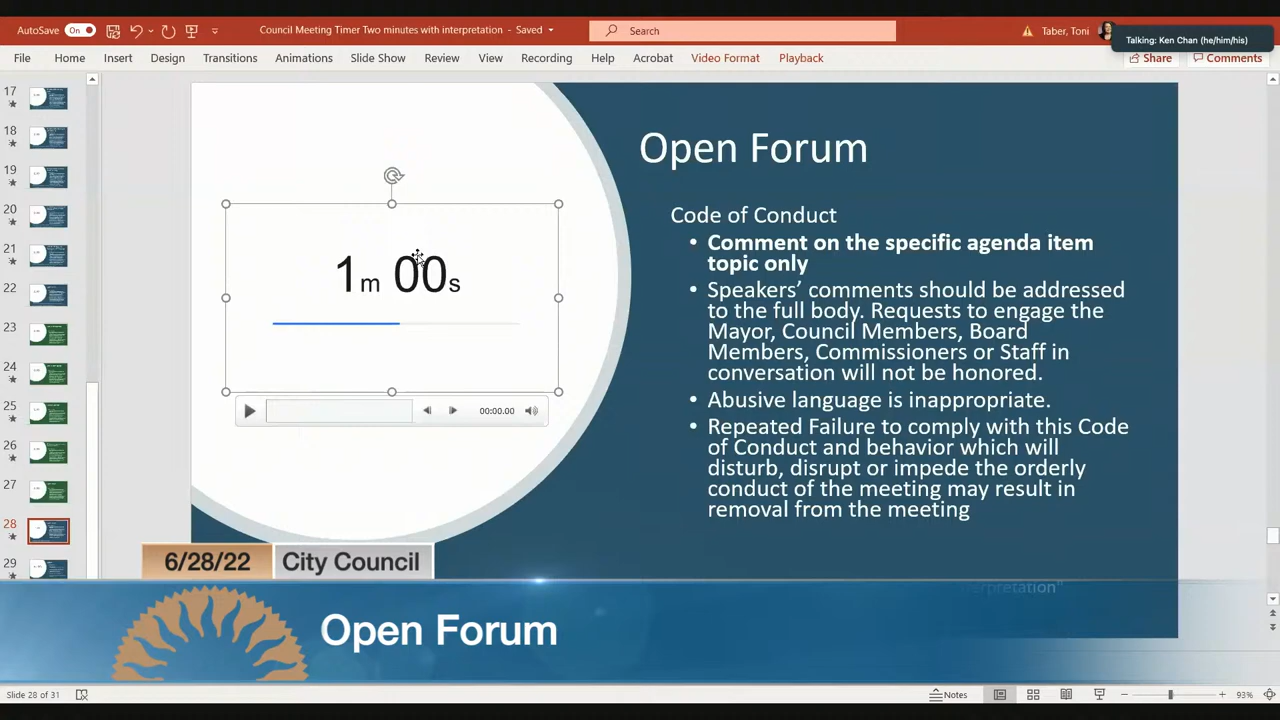 AutoSave On
Council Meeting Timer Two minutes with interpretation - Saved
Search
Taber, Toni
Talking: Ken Chan (he/him/his)
File Home Insert Design Transitions Animations Slide Show Review View Recording Help Acrobat Video Format Playback
Share Comments
17
18
19
20
21
22
23
24
25
26
27
28
29
1m 00s
00:00.00
Open Forum
Code of Conduct
• Comment on the specific agenda item
topic only
• Speakers’ comments should be addressed
to the full body. Requests to engage the
Mayor, Council Members, Board
Members, Commissioners or Staff in
conversation will not be honored.
• Abusive language is inappropriate.
• Repeated Failure to comply with this Code
of Conduct and behavior which will
disturb, disrupt or impede the orderly
conduct of the meeting may result in
removal from the meeting
6/28/22 City Council
Open Forum
Slide 28 of 31
Notes
93%